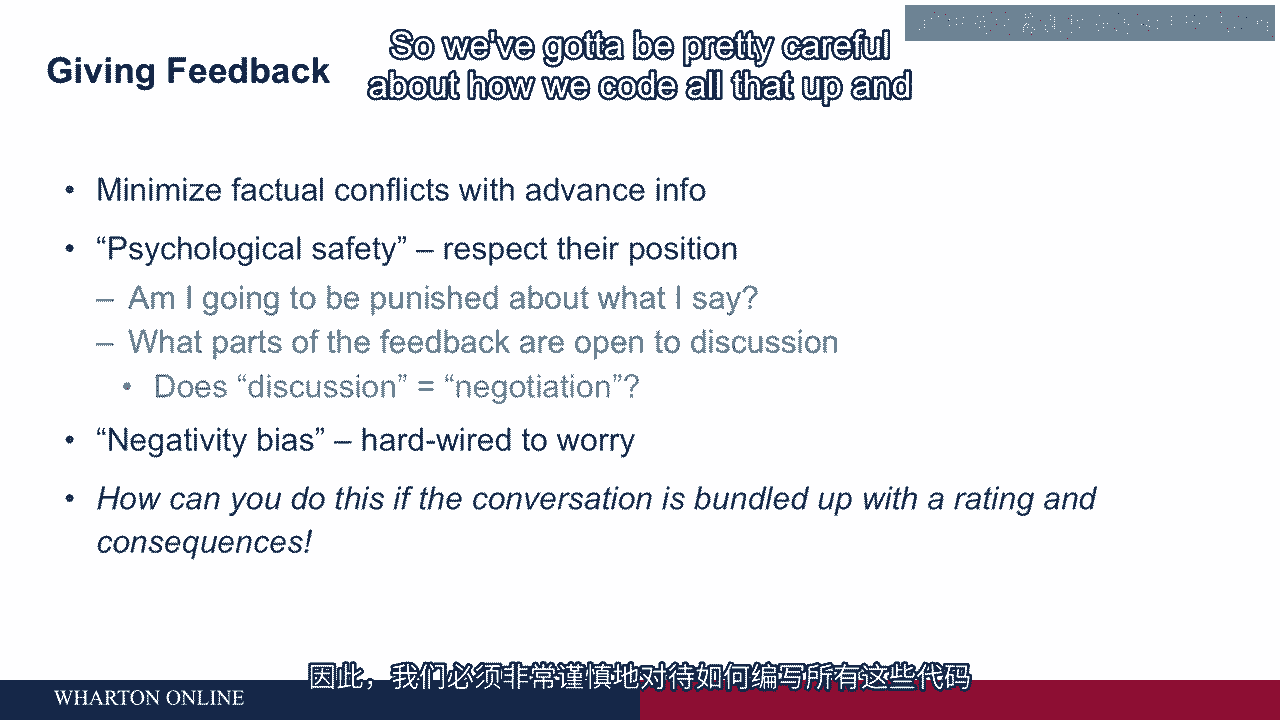 So we've gotta be pretty careful
about how we code all that up and
Giving Feedback
• Minimize factual conflicts with advance info
• “Psychological safety” – respect their position
– Am I going to be punished about what I say?
– What parts of the feedback are open to discussion
• Does “discussion” = “negotiation”?
• “Negativity bias” – hard-wired to worry
• How can you do this if the conversation is bundled up with a rating and
consequences!
因此，我们必须非常谨慎地对待如何编写所有这些代码
WHARTON ONLINE